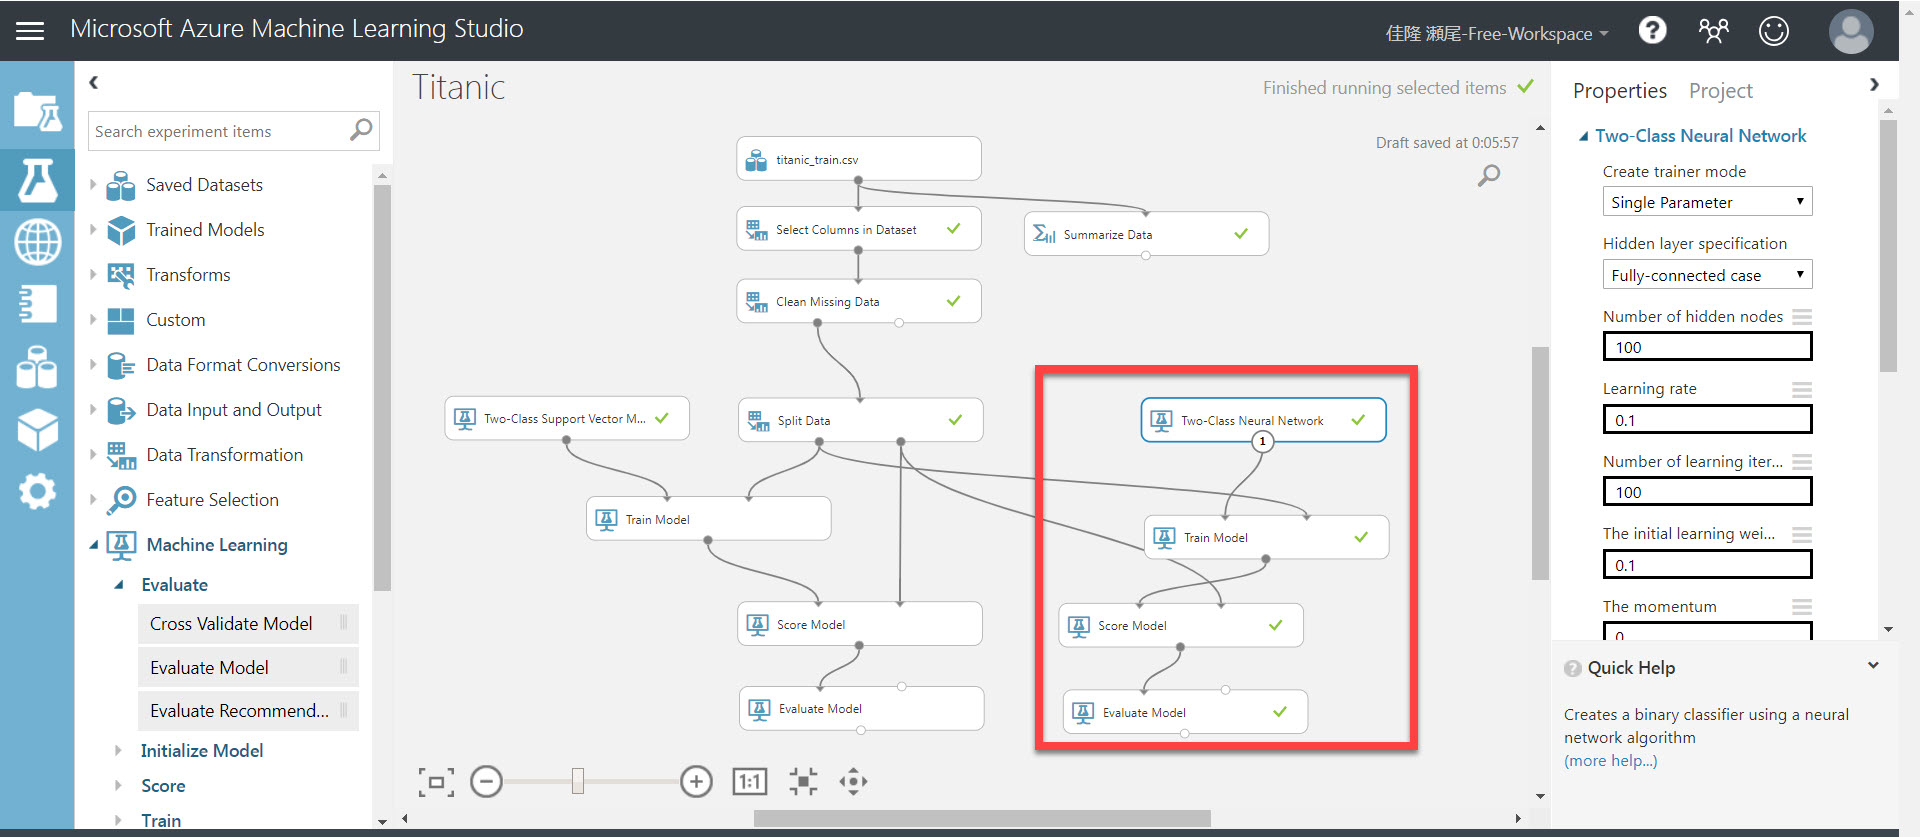 Microsoft Azure Machine Learning Studio
佳隆 瀬尾-Free-Workspace
?
Search experiment items
Saved Datasets
Trained Models
Transforms
Custom
Data Format Conversions
Data Input and Output
Data Transformation
Feature Selection
Machine Learning
Evaluate
Cross Validate Model
Evaluate Model
Evaluate Recommend...
Initialize Model
Score
Train
Titanic
Finished running selected items
Draft saved at 0:05:57
titanic_train.csv
Select Columns in Dataset
Summarize Data
Clean Missing Data
Two-Class Support Vector M...
Split Data
Two-Class Neural Network
1
Train Model
Train Model
Score Model
Score Model
Evaluate Model
Evaluate Model
1:1
Properties
Project
Two-Class Neural Network
Create trainer mode
Single Parameter
Hidden layer specification
Fully-connected case
Number of hidden nodes
100
Learning rate
0.1
Number of learning iter...
100
The initial learning wei...
0.1
The momentum
0
? Quick Help
Creates a binary classifier using a neural
network algorithm
(more help...)